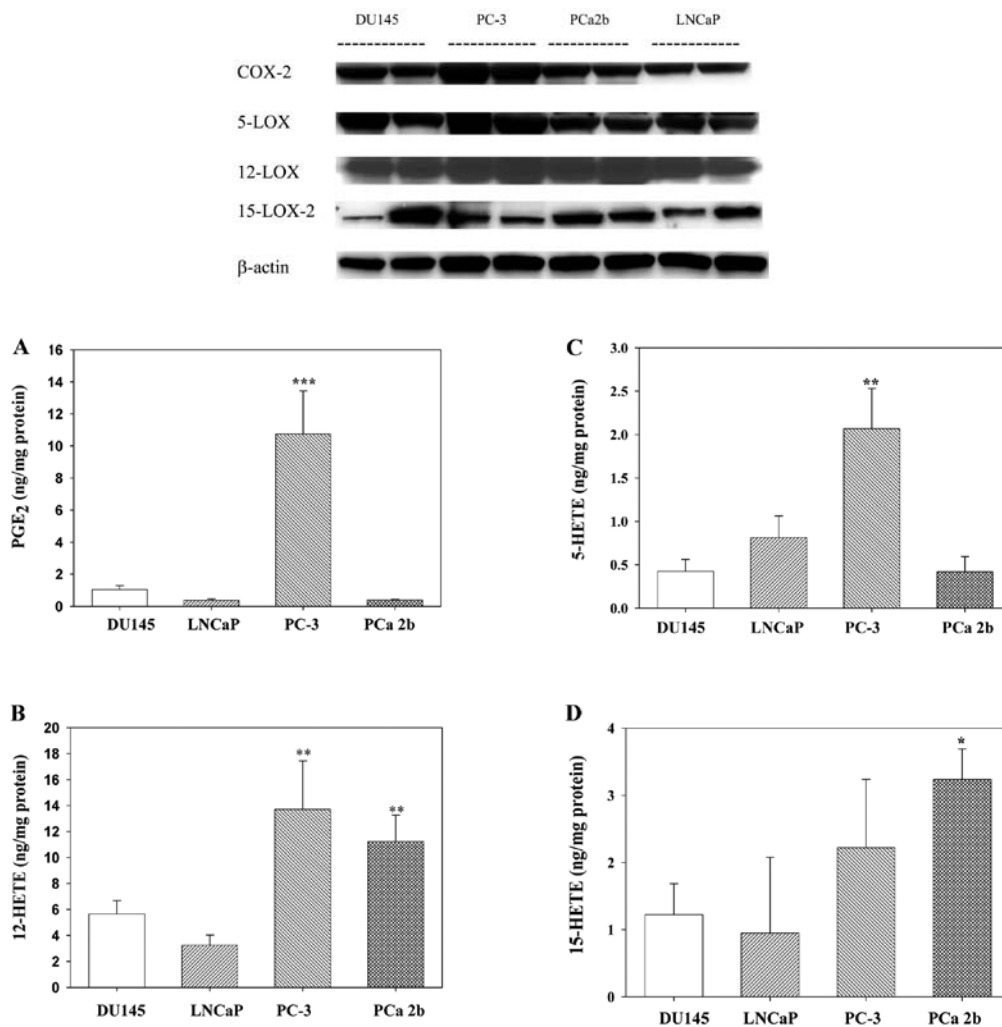 DU145 PC-3 PCa2b LNCaP
------------ ------------ ------------ ------------
COX-2
5-LOX
12-LOX
15-LOX-2
β-actin
A
PGE2 (ng/mg protein)
16
14
12
10
8
6
4
2
0
***
DU145 LNCaP PC-3 PCa 2b
C
5-HETE (ng/mg protein)
3.0
2.5
2.0
1.5
1.0
0.5
0.0
**
DU145 LNCaP PC-3 PCa 2b
B
12-HETE (ng/mg protein)
20
18
16
14
12
10
8
6
4
2
0
**
**
DU145 LNCaP PC-3 PCa 2b
D
15-HETE (ng/mg protein)
4
3
2
1
0
*
DU145 LNCaP PC-3 PCa 2b